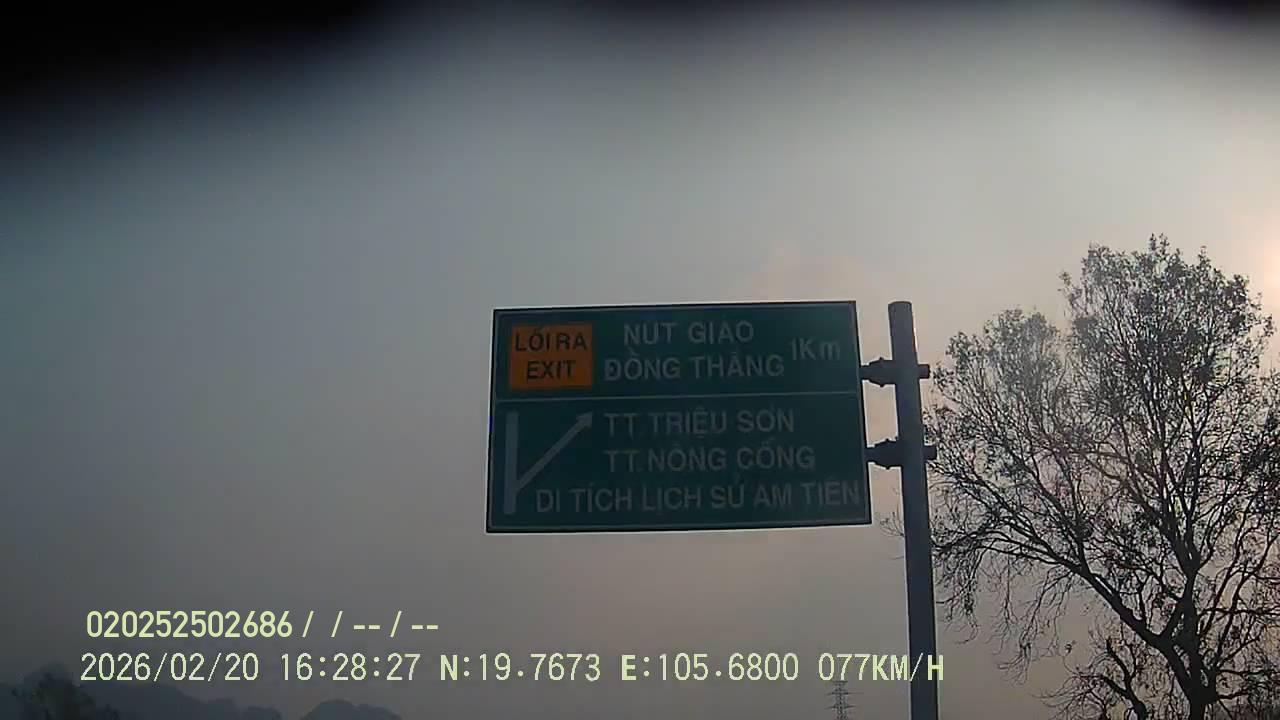 LỐI RA
EXIT
NÚT GIAO
ĐỒNG THẮNG
1Km
TT.TRIỆU SƠN
TT.NÔNG CỐNG
DI TÍCH LỊCH SỬ AM TIÊN
020252502686 / / -- / --
2026/02/20 16:28:27 N:19.7673 E:105.6800 077KM/H